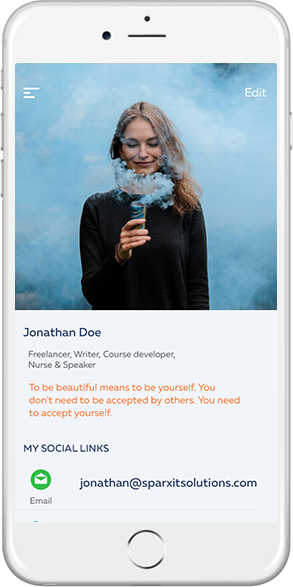 Edit
Jonathan Doe
Freelancer, Writer, Course developer,
Nurse & Speaker
To be beautiful means to be yourself. You
don't need to be accepted by others. You need
to accept yourself.
MY SOCIAL LINKS
jonathan@sparxitsolutions.com
Email